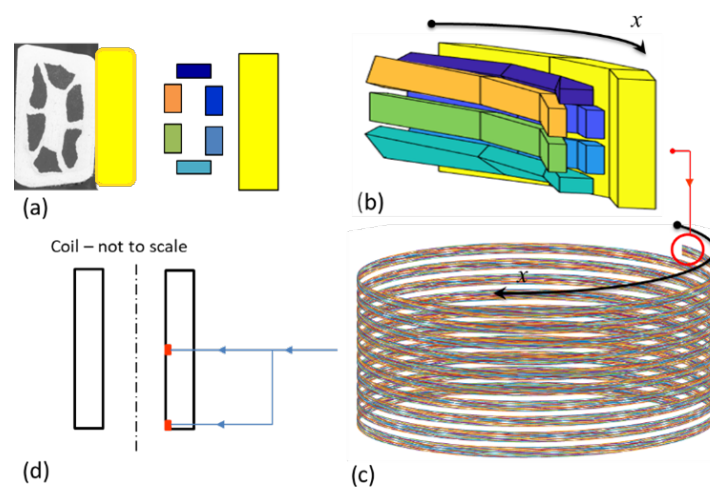 x
(a)
(b)
Coil – not to scale
x
(d)
(c)